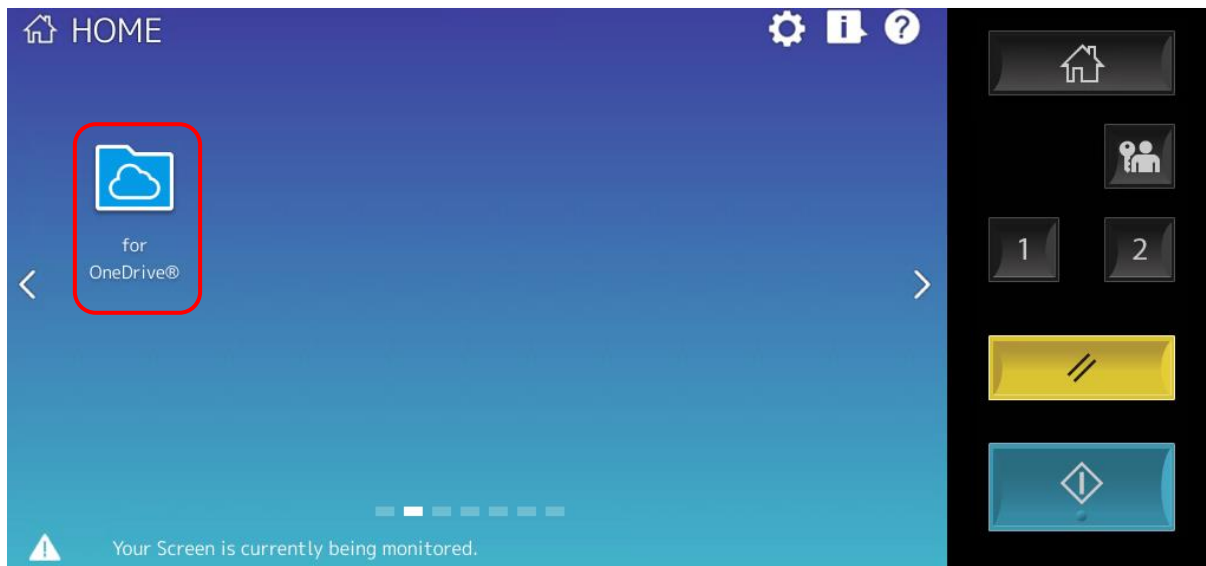 HOME
i ?
for
OneDrive®
1 2
Your Screen is currently being monitored.